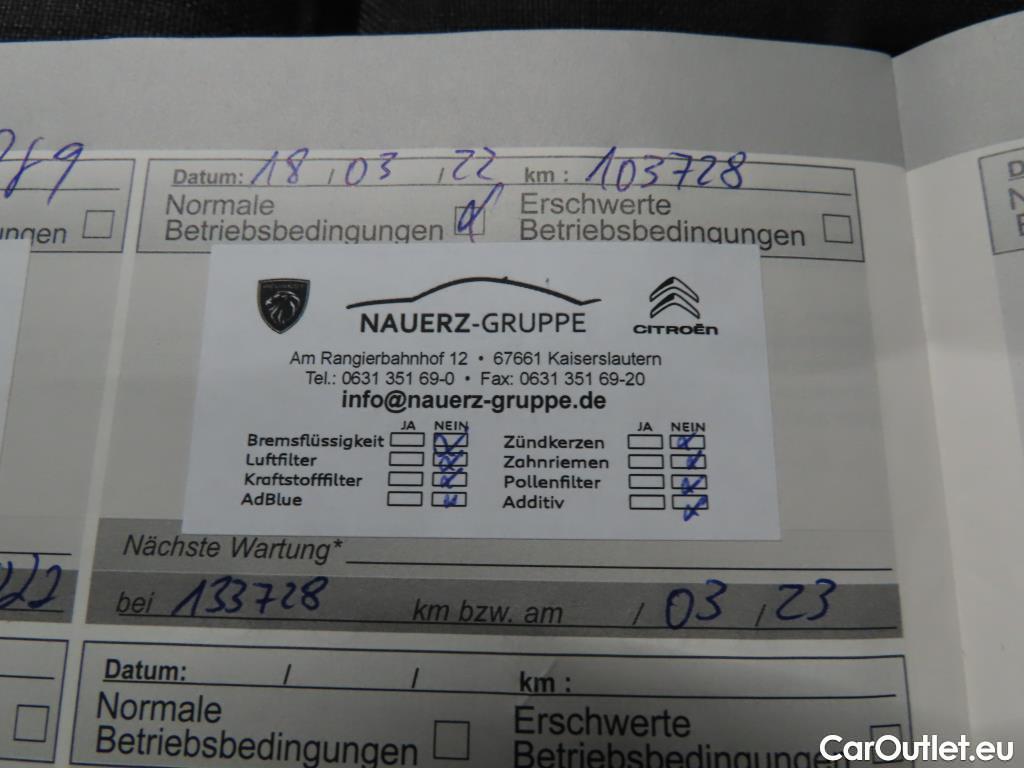 Datum: 18 / 03 / 22 km : 103728
Normale Erschwerte
Betriebsbedingungen Betriebsbedingungen
NAUERZ-GRUPPE
CITROËN
Am Rangierbahnhof 12 • 67661 Kaiserslautern
Tel.: 0631 351 69-0 • Fax: 0631 351 69-20
info@nauerz-gruppe.de
JA NEIN JA NEIN
Bremsflüssigkeit Zündkerzen
Luftfilter Zahnriemen
Kraftstofffilter Pollenfilter
AdBlue Additiv
Nächste Wartung*
bei 133728 km bzw. am / 03 / 23
Datum: / / km :
Normale Erschwerte
Betriebsbedingungen Betriebsbedingungen
CarOutlet.eu